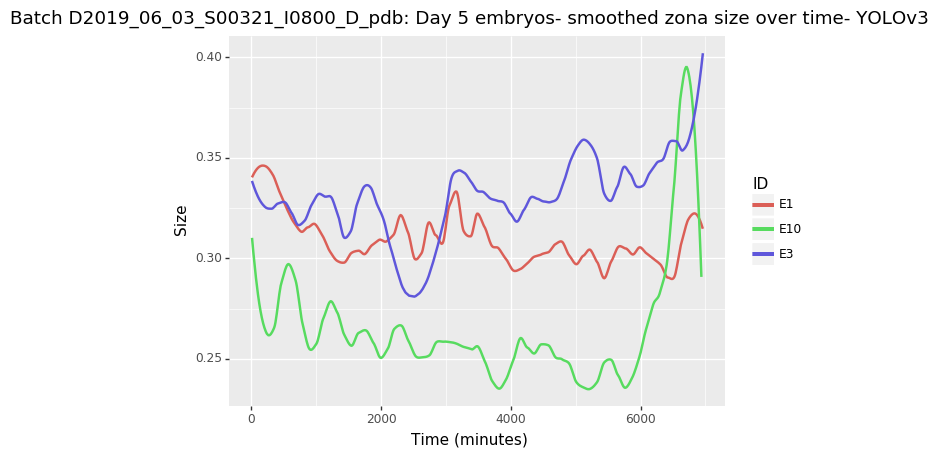 Batch D2019_06_03_S00321_I0800_D_pdb: Day 5 embryos- smoothed zona size over time- YOLOv3
0.40
0.35
0.30
0.25
Size
0
2000
4000
6000
Time (minutes)
ID
E1
E10
E3